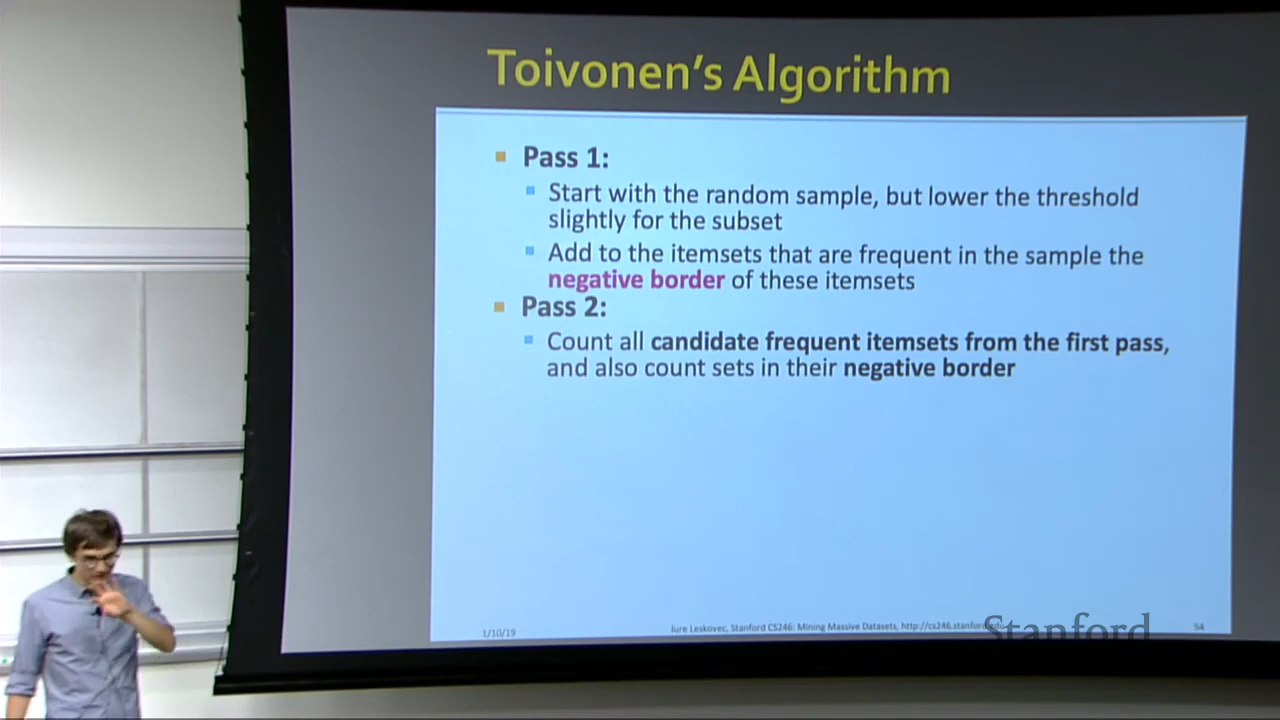 Toivonen's Algorithm
Pass 1:
Start with the random sample, but lower the threshold
slightly for the subset
Add to the itemsets that are frequent in the sample the
negative border of these itemsets
Pass 2:
Count all candidate frequent itemsets from the first pass,
and also count sets in their negative border
1/10/19
Jure Leskovec, Stanford CS246: Mining Massive Datasets, http://cs246.stanford.edu
54
Stanford